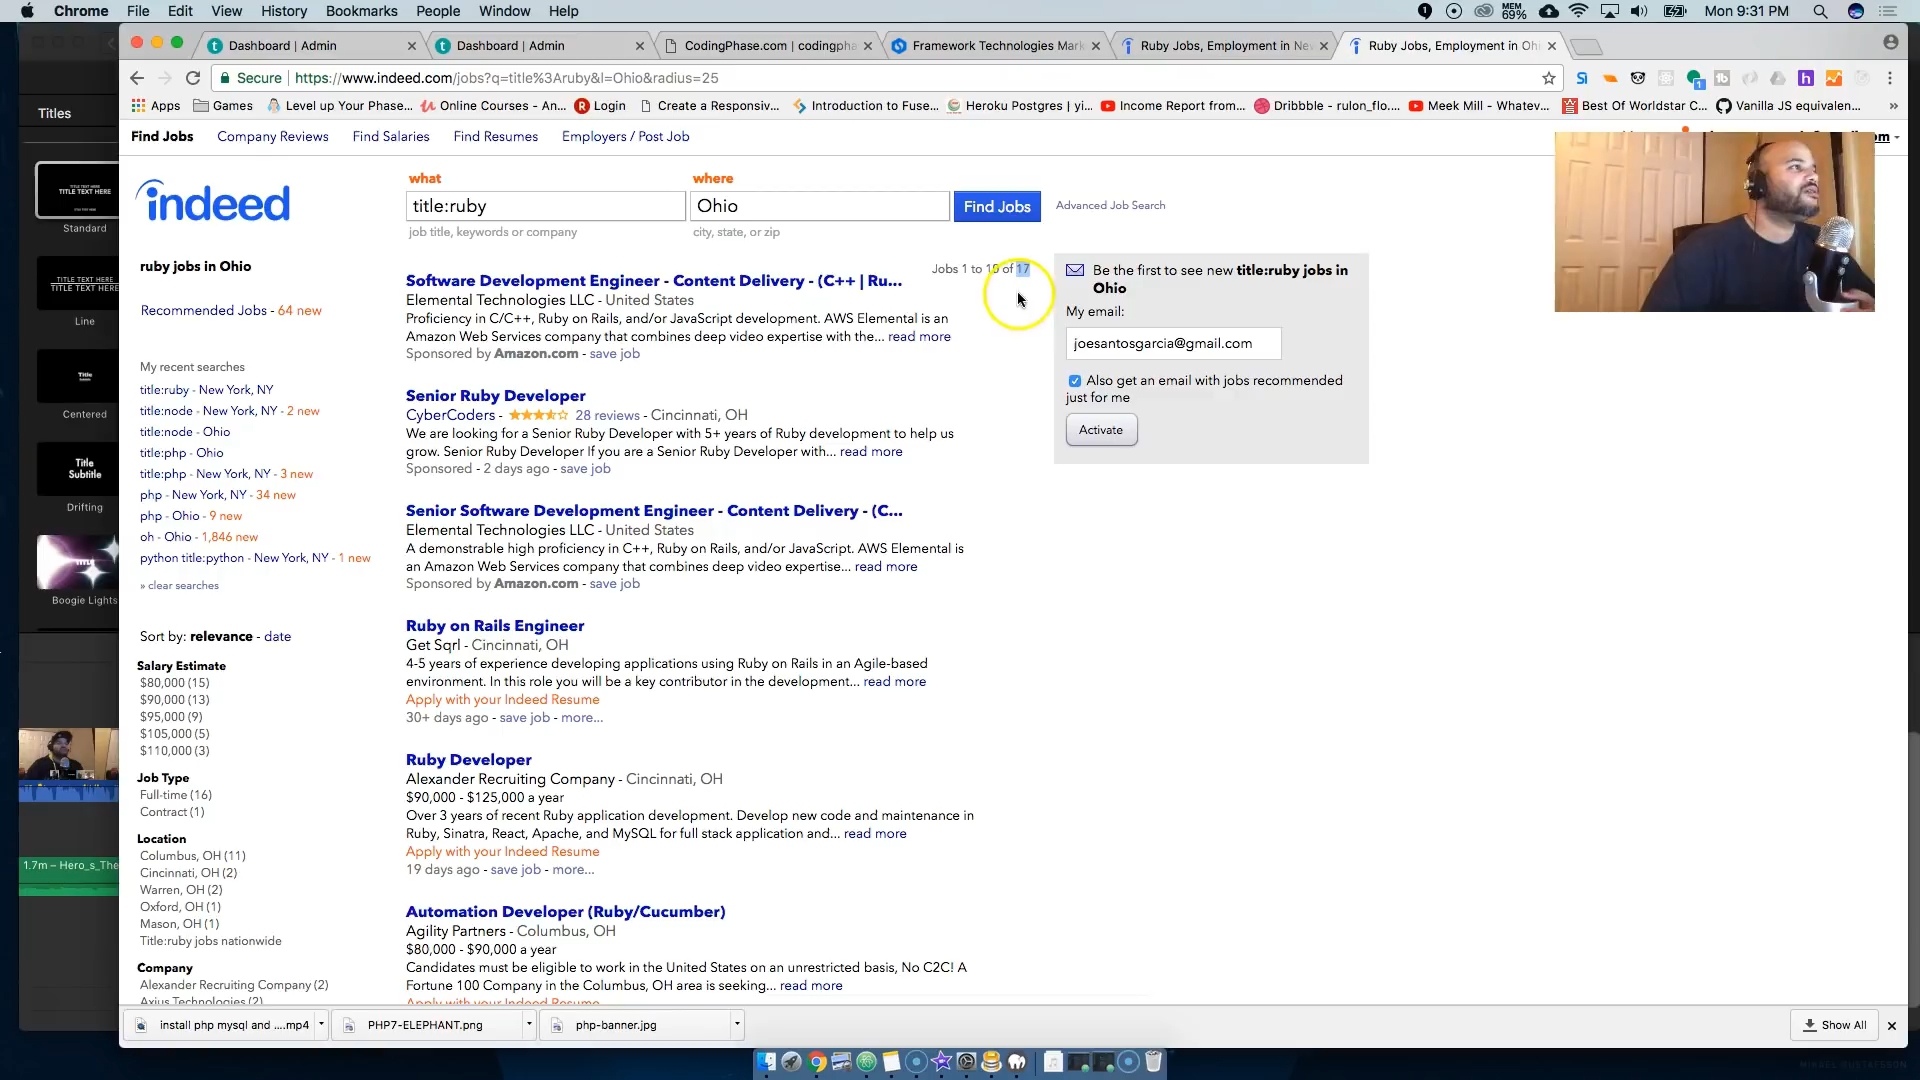 Chrome File Edit View History Bookmarks People Window Help
MEM 69% Mon 9:31 PM
Dashboard | Admin
Dashboard | Admin
CodingPhase.com | codingpha
Framework Technologies Mark
Ruby Jobs, Employment in Ne
Ruby Jobs, Employment in Oh
Secure | https://www.indeed.com/jobs?q=title%3Aruby&l=Ohio&radius=25
Apps Games Level up Your Phase... Online Courses - An... Login Create a Responsiv... Introduction to Fuse... Heroku Postgres | yi... Income Report from... Dribbble - rulon_flo.... Meek Mill - Whatev... Best Of Worldstar C... Vanilla JS equivalen... »
Titles
TITLE TEXT HERE
Standard
TITLE TEXT HERE
Line
Title
Centered
Title
Subtitle
Drifting
Boogie Lights
1.7m – Hero_s_The
Find Jobs Company Reviews Find Salaries Find Resumes Employers / Post Job
om
indeed
what
where
title:ruby
Ohio
Find Jobs
Advanced Job Search
job title, keywords or company
city, state, or zip
ruby jobs in Ohio
Recommended Jobs - 64 new
My recent searches
title:ruby - New York, NY
title:node - New York, NY - 2 new
title:node - Ohio
title:php - Ohio
title:php - New York, NY - 3 new
php - New York, NY - 34 new
php - Ohio - 9 new
oh - Ohio - 1,846 new
python title:python - New York, NY - 1 new
» clear searches
Sort by: relevance - date
Salary Estimate
$80,000 (15)
$90,000 (13)
$95,000 (9)
$105,000 (5)
$110,000 (3)
Job Type
Full-time (16)
Contract (1)
Location
Columbus, OH (11)
Cincinnati, OH (2)
Warren, OH (2)
Oxford, OH (1)
Mason, OH (1)
Title:ruby jobs nationwide
Company
Alexander Recruiting Company (2)
Axius Technologies (2)
Jobs 1 to 10 of 17
Software Development Engineer - Content Delivery - (C++ | Ru...
Elemental Technologies LLC - United States
Proficiency in C/C++, Ruby on Rails, and/or JavaScript development. AWS Elemental is an
Amazon Web Services company that combines deep video expertise with the... read more
Sponsored by Amazon.com - save job
Senior Ruby Developer
CyberCoders - 28 reviews - Cincinnati, OH
We are looking for a Senior Ruby Developer with 5+ years of Ruby development to help us
grow. Senior Ruby Developer If you are a Senior Ruby Developer with... read more
Sponsored - 2 days ago - save job
Senior Software Development Engineer - Content Delivery - (C...
Elemental Technologies LLC - United States
A demonstrable high proficiency in C++, Ruby on Rails, and/or JavaScript. AWS Elemental is
an Amazon Web Services company that combines deep video expertise... read more
Sponsored by Amazon.com - save job
Ruby on Rails Engineer
Get Sqrl - Cincinnati, OH
4-5 years of experience developing applications using Ruby on Rails in an Agile-based
environment. In this role you will be a key contributor in the development... read more
Apply with your Indeed Resume
30+ days ago - save job - more...
Ruby Developer
Alexander Recruiting Company - Cincinnati, OH
$90,000 - $125,000 a year
Over 3 years of recent Ruby application development. Develop new code and maintenance in
Ruby, Sinatra, React, Apache, and MySQL for full stack application and... read more
Apply with your Indeed Resume
19 days ago - save job - more...
Automation Developer (Ruby/Cucumber)
Agility Partners - Columbus, OH
$80,000 - $90,000 a year
Candidates must be eligible to work in the United States on an unrestricted basis, No C2C! A
Fortune 100 Company in the Columbus, OH area is seeking... read more
Apply with your Indeed Resume
Be the first to see new title:ruby jobs in
Ohio
My email:
joesantosgarcia@gmail.com
Also get an email with jobs recommended
just for me
Activate
install php mysql and ....mp4
PHP7-ELEPHANT.png
php-banner.jpg
Show All